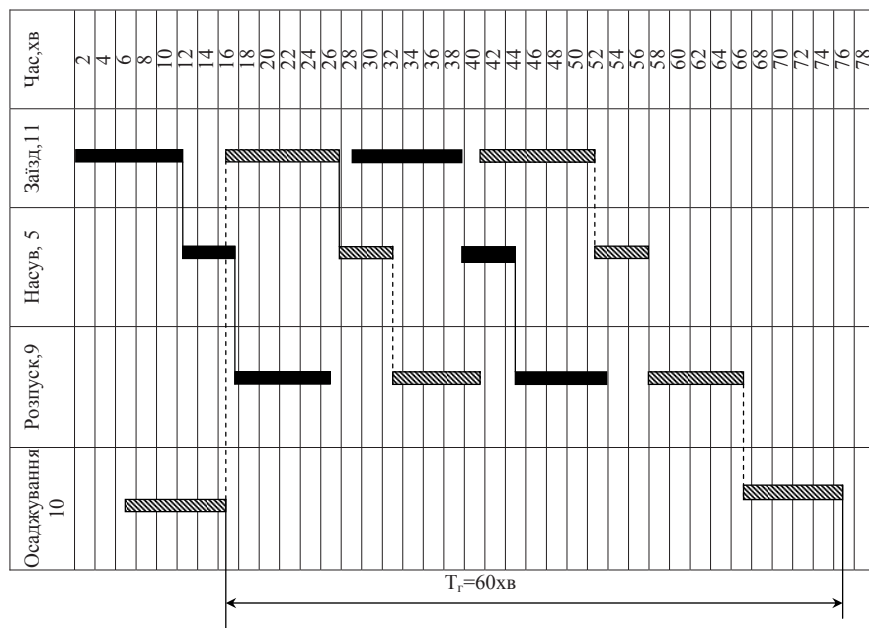 Час,хв
2 4 6 8 10 12 14 16 18 20 22 24 26 28 30 32 34 36 38 40 42 44 46 48 50 52 54 56 58 60 62 64 66 68 70 72 74 76 78
Заїзд,11
Насув, 5
Розпуск,9
Осаджування
10
Tг=60хв